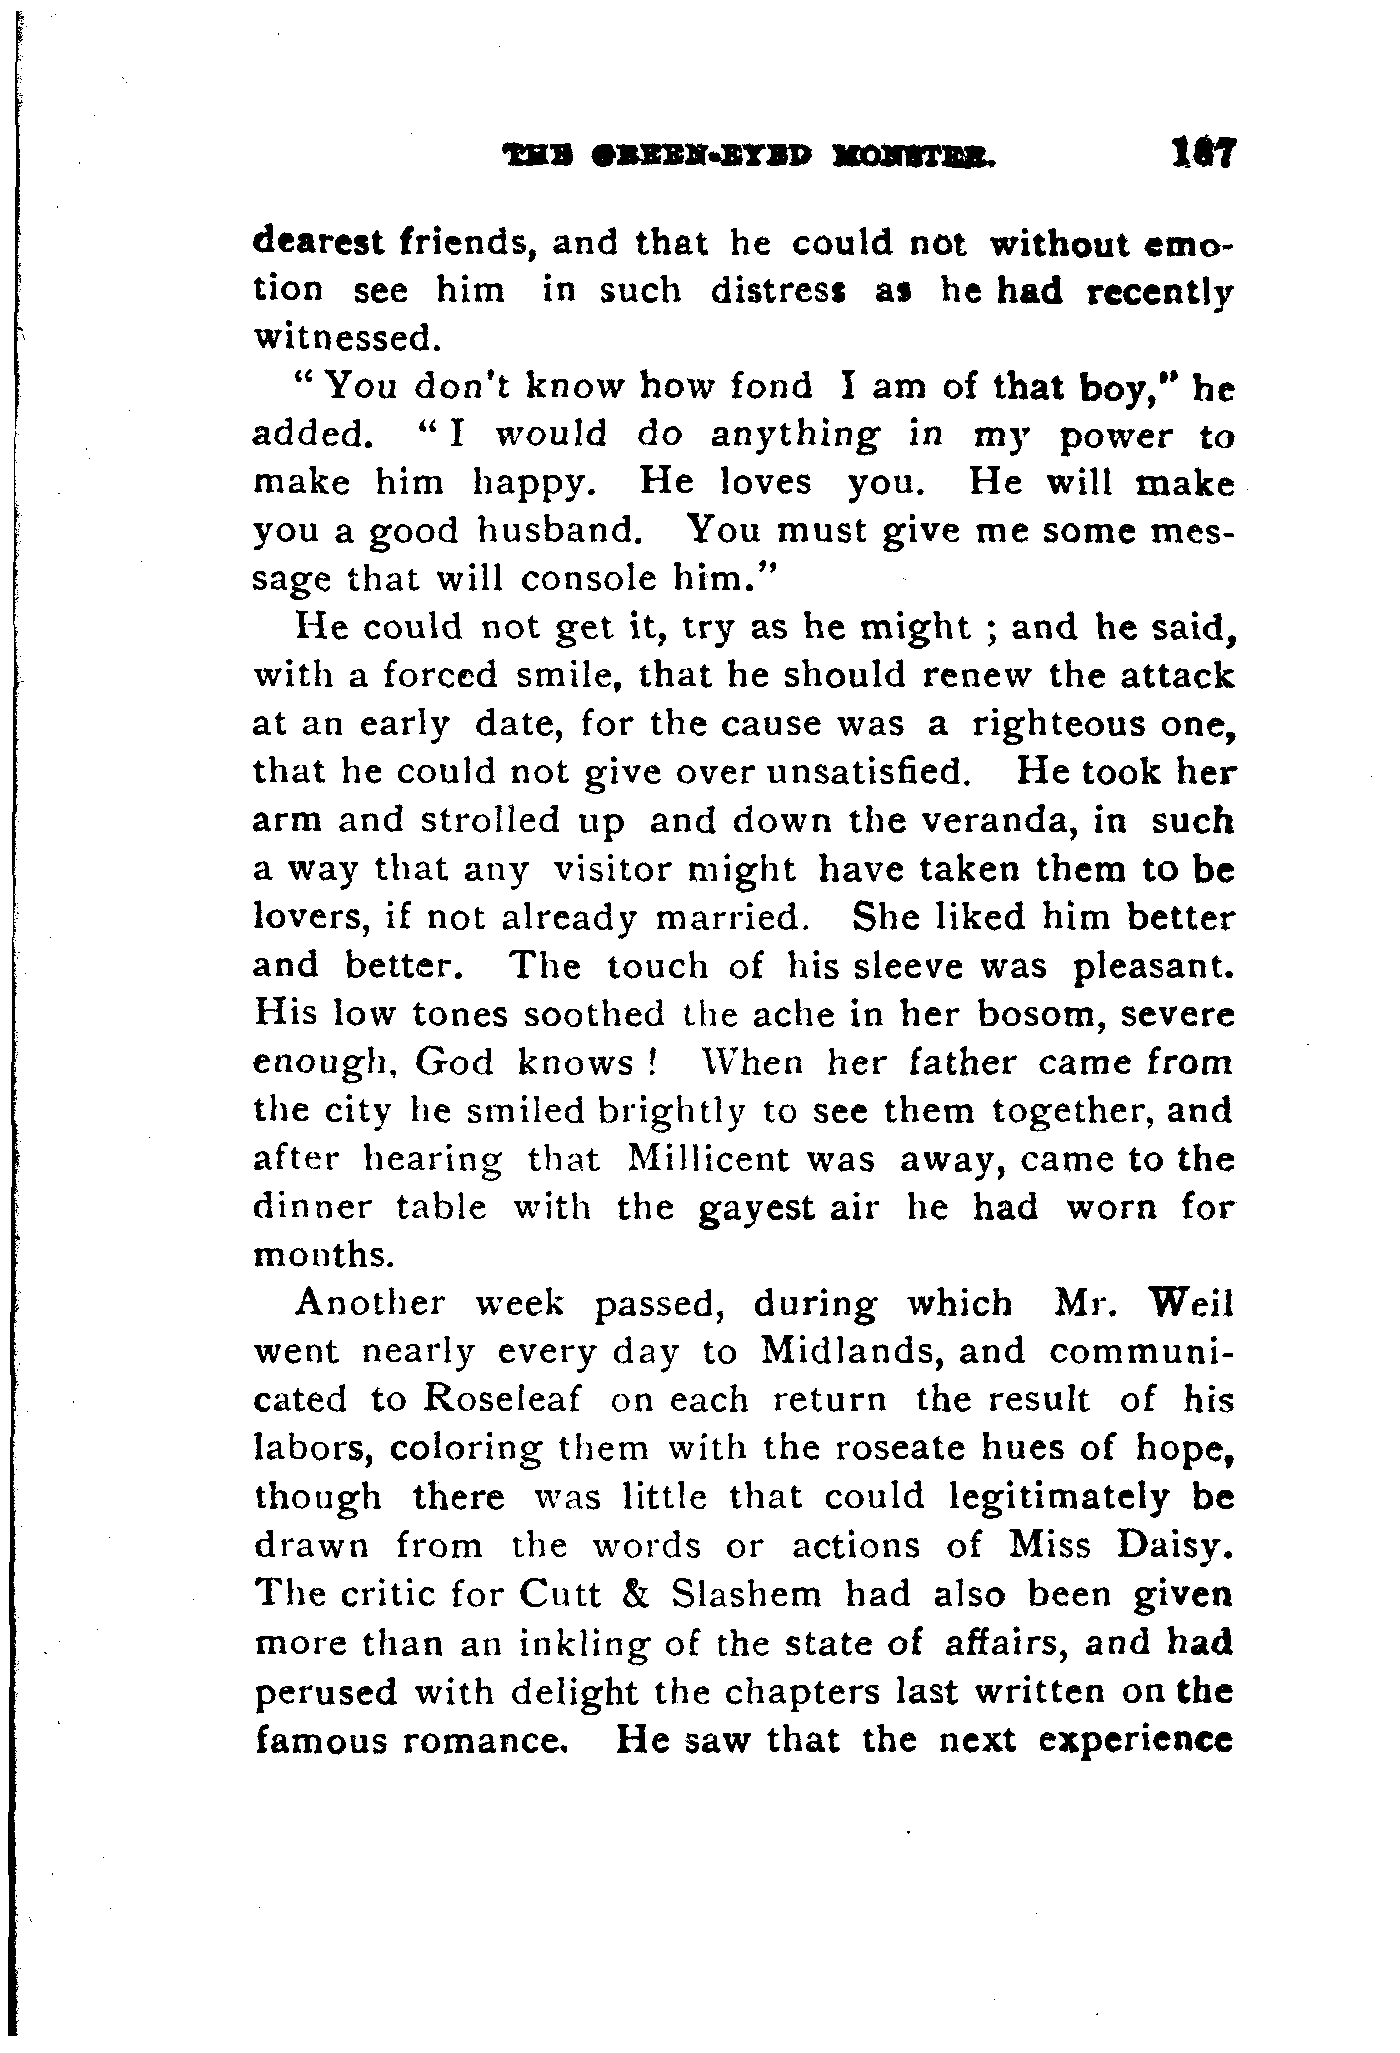 THE GREEN-EYED MONSTER. 187
dearest friends, and that he could not without emo-
tion see him in such distress as he had recently
witnessed.
“ You don't know how fond I am of that boy,” he
added. “ I would do anything in my power to
make him happy. He loves you. He will make
you a good husband. You must give me some mes-
sage that will console him.”
He could not get it, try as he might ; and he said,
with a forced smile, that he should renew the attack
at an early date, for the cause was a righteous one,
that he could not give over unsatisfied. He took her
arm and strolled up and down the veranda, in such
a way that any visitor might have taken them to be
lovers, if not already married. She liked him better
and better. The touch of his sleeve was pleasant.
His low tones soothed the ache in her bosom, severe
enough, God knows ! When her father came from
the city he smiled brightly to see them together, and
after hearing that Millicent was away, came to the
dinner table with the gayest air he had worn for
months.
Another week passed, during which Mr. Weil
went nearly every day to Midlands, and communi-
cated to Roseleaf on each return the result of his
labors, coloring them with the roseate hues of hope,
though there was little that could legitimately be
drawn from the words or actions of Miss Daisy.
The critic for Cutt & Slashem had also been given
more than an inkling of the state of affairs, and had
perused with delight the chapters last written on the
famous romance. He saw that the next experience